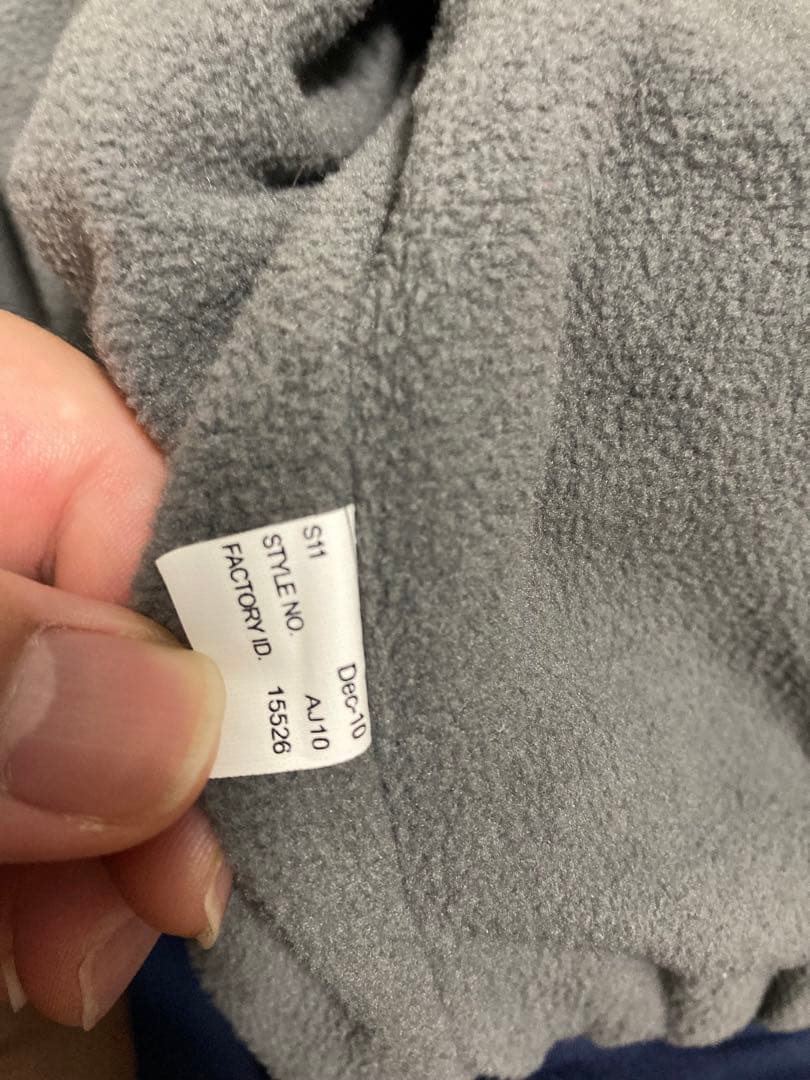 S11 Dec-10
STYLE NO. AJ10
FACTORY ID. 15526